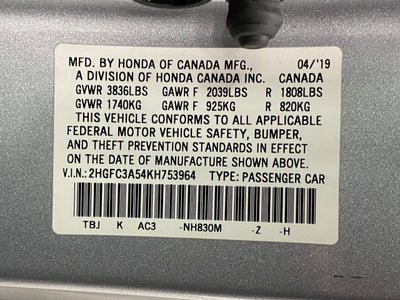 MFD. BY HONDA OF CANADA MFG., 04/'19
A DIVISION OF HONDA CANADA INC. CANADA
GVWR 3836LBS GAWR F 2039LBS R 1808LBS
GVWR 1740KG GAWR F 925KG R 820KG
THIS VEHICLE CONFORMS TO ALL APPLICABLE
FEDERAL MOTOR VEHICLE SAFETY, BUMPER,
AND THEFT PREVENTION STANDARDS IN EFFECT
ON THE DATE OF MANUFACTURE SHOWN ABOVE.
V.I.N.: 2HGFC3A54KH753964 TYPE: PASSENGER CAR
TBJ K AC3 -NH830M -Z -H